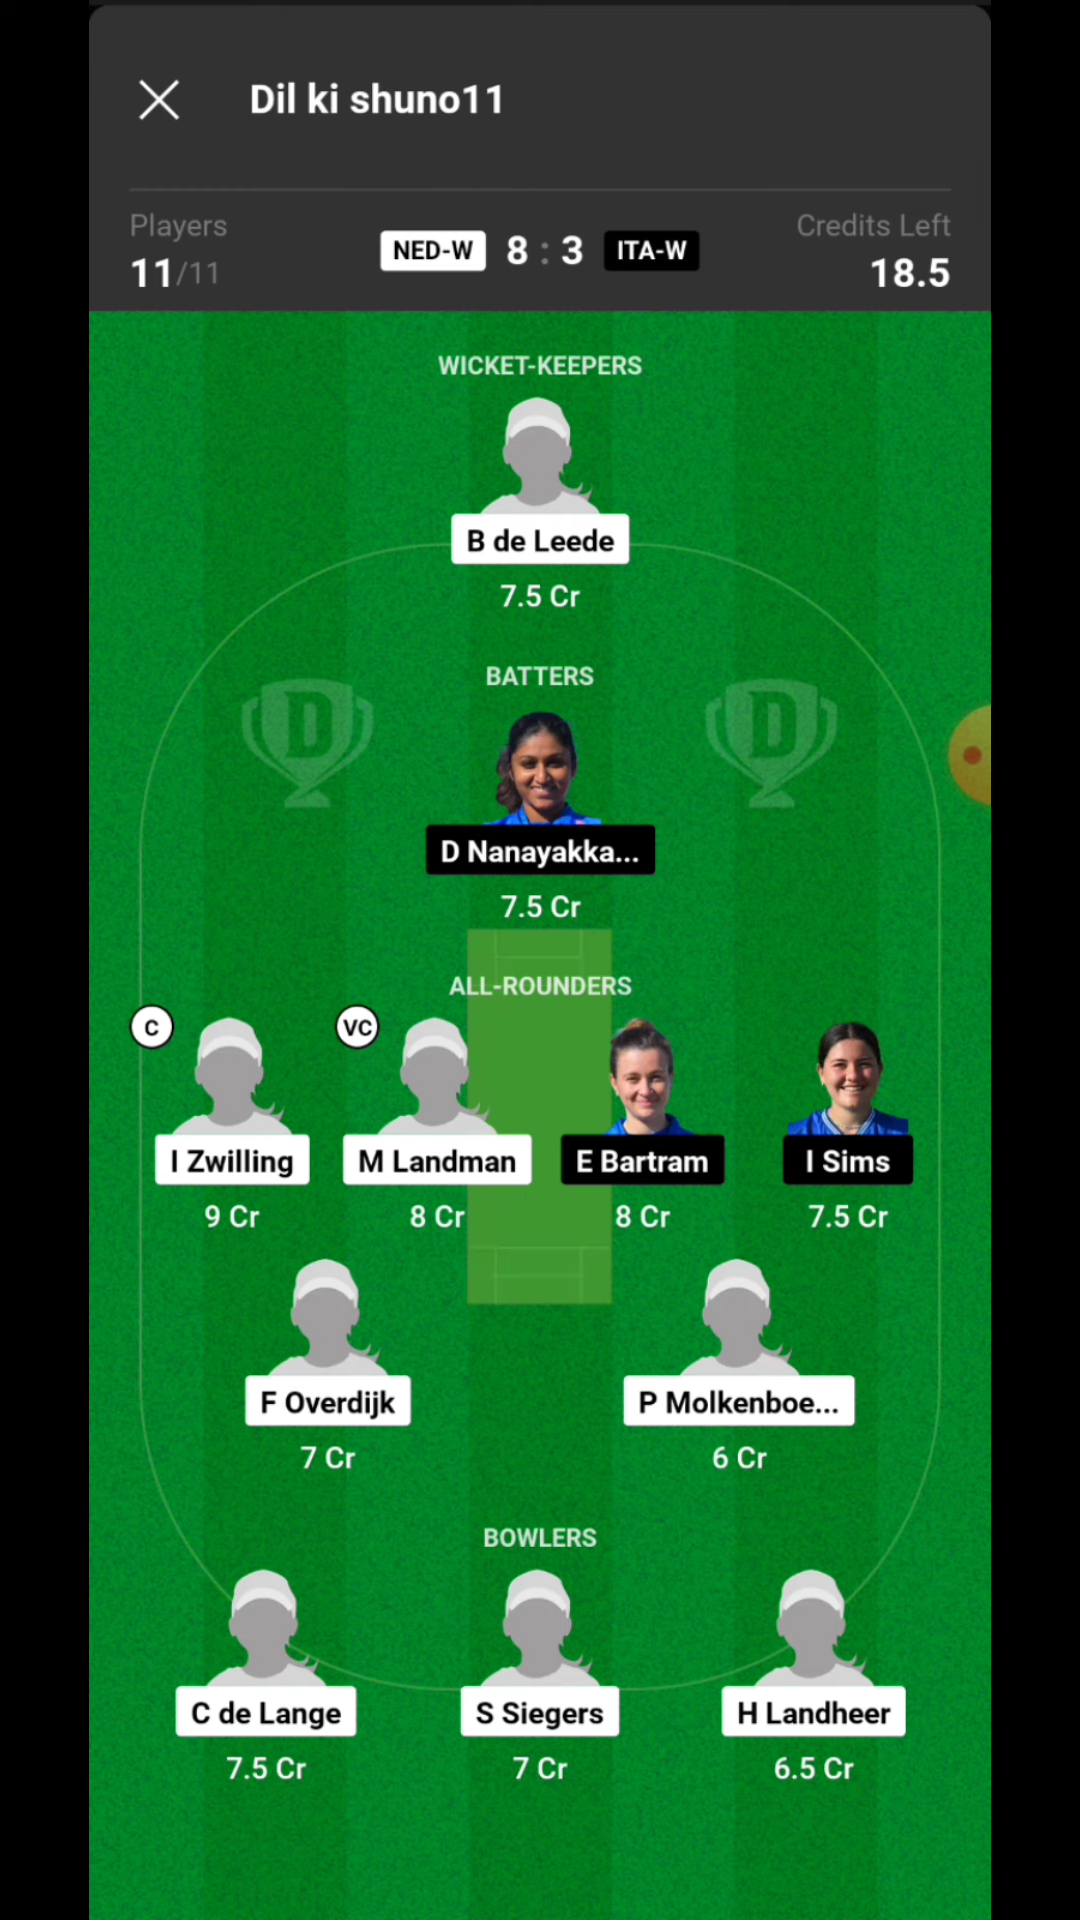 Dil ki shuno11
Players
11/11
NED-W 8 : 3 ITA-W
Credits Left
18.5
WICKET-KEEPERS
B de Leede
7.5 Cr
BATTERS
D D
D Nanayakka...
7.5 Cr
ALL-ROUNDERS
C VC
I Zwilling M Landman E Bartram I Sims
9 Cr 8 Cr 8 Cr 7.5 Cr
F Overdijk P Molkenboe...
7 Cr 6 Cr
BOWLERS
C de Lange S Siegers H Landheer
7.5 Cr 7 Cr 6.5 Cr